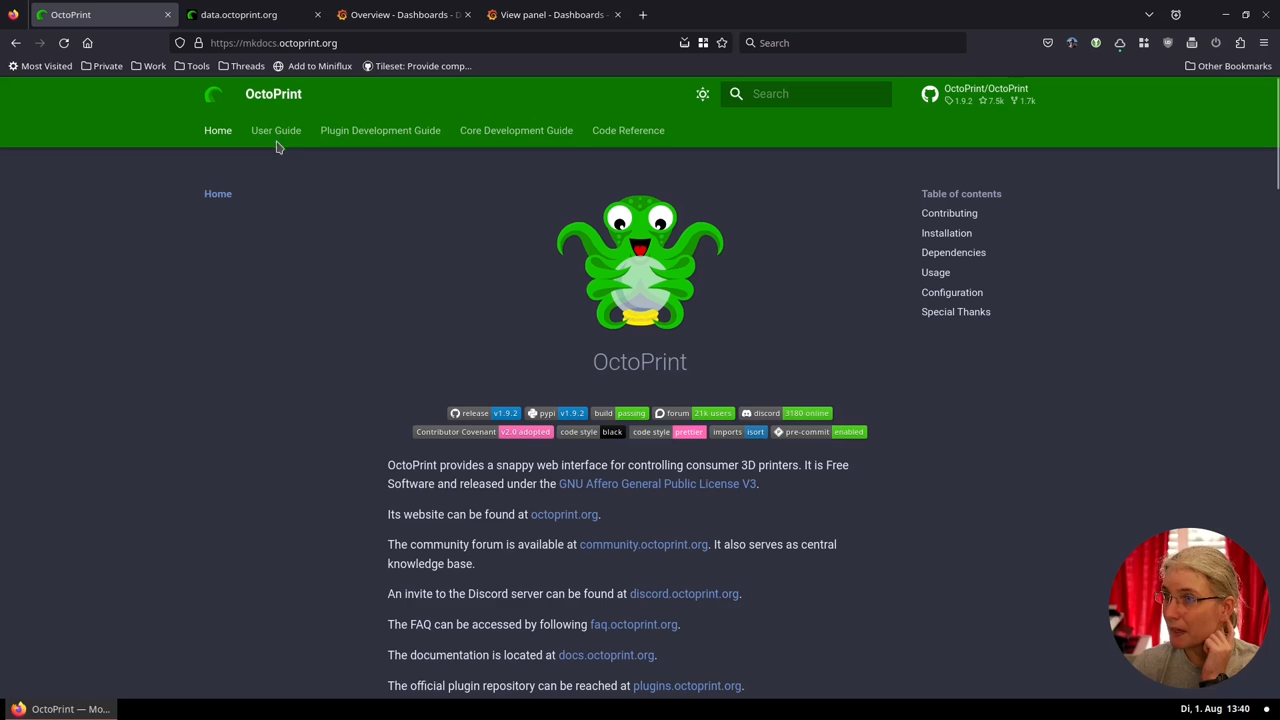 OctoPrint
data.octoprint.org
Overview - Dashboards - D
View panel - Dashboards -
https://mkdocs.octoprint.org
Search
Most Visited
Private
Work
Tools
Threads
Add to Miniflux
Tileset: Provide comp...
Other Bookmarks
OctoPrint
Search
OctoPrint/OctoPrint
1.9.2 7.5k 1.7k
Home
User Guide
Plugin Development Guide
Core Development Guide
Code Reference
Home
Table of contents
Contributing
Installation
Dependencies
Usage
Configuration
Special Thanks
OctoPrint
release v1.9.2 pypi v1.9.2 build passing forum 21k users discord 3180 online
Contributor Covenant v2.0 adopted code style black code style prettier imports isort pre-commit enabled
OctoPrint provides a snappy web interface for controlling consumer 3D printers. It is Free
Software and released under the GNU Affero General Public License V3.
Its website can be found at octoprint.org.
The community forum is available at community.octoprint.org. It also serves as central
knowledge base.
An invite to the Discord server can be found at discord.octoprint.org.
The FAQ can be accessed by following faq.octoprint.org.
The documentation is located at docs.octoprint.org.
The official plugin repository can be reached at plugins.octoprint.org.
OctoPrint — Mo...
Di, 1. Aug 13:40